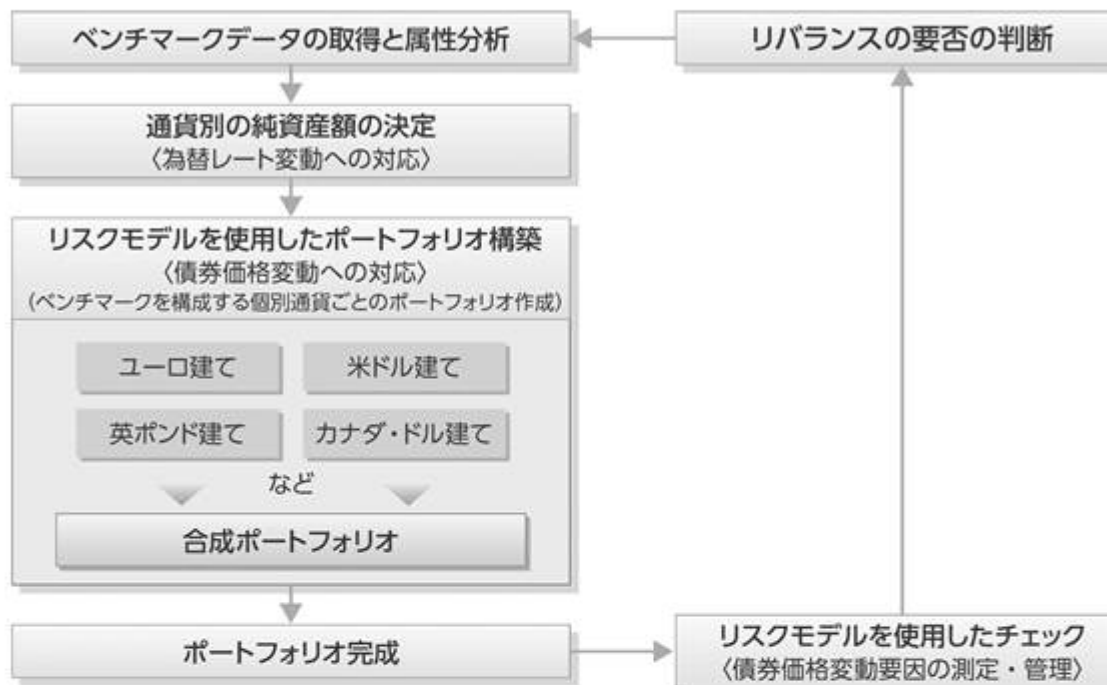 ベンチマークデータの取得と属性分析
リバランスの要否の判断
通貨別の純資産額の決定
〈為替レート変動への対応〉
リスクモデルを使用したポートフォリオ構築
〈債券価格変動への対応〉
(ベンチマークを構成する個別通貨ごとのポートフォリオ作成)
ユーロ建て
米ドル建て
英ポンド建て
カナダ・ドル建て
など
合成ポートフォリオ
ポートフォリオ完成
リスクモデルを使用したチェック
〈債券価格変動要因の測定・管理〉